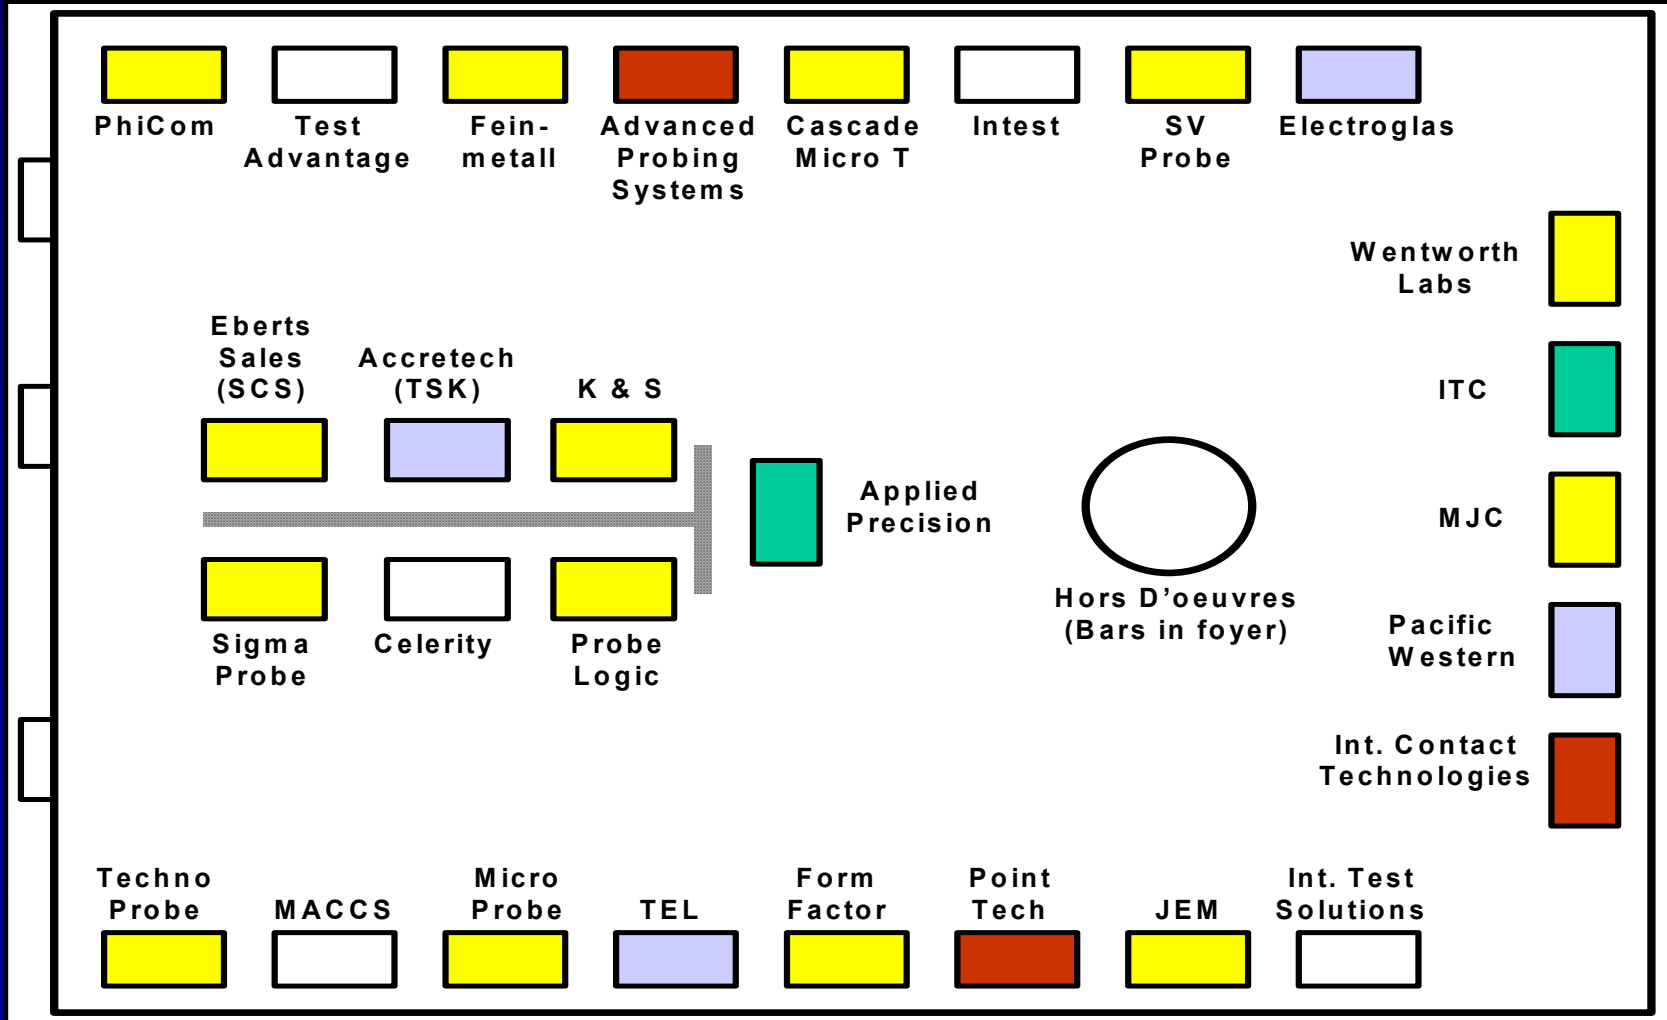 PhiCom
Test
Advantage
Fein-
metall
Advanced
Probing
Systems
Cascade
Micro T
Intest
SV
Probe
Electroglas
Wentworth
Labs
Eberts
Sales
(SCS)
Accretech
(TSK)
K & S
ITC
Applied
Precision
MJC
Hors D’oeuvres
(Bars in foyer)
Pacific
Western
Sigma
Probe
Celerity
Probe
Logic
Int. Contact
Technologies
Techno
Probe
MACCS
Micro
Probe
TEL
Form
Factor
Point
Tech
JEM
Int. Test
Solutions